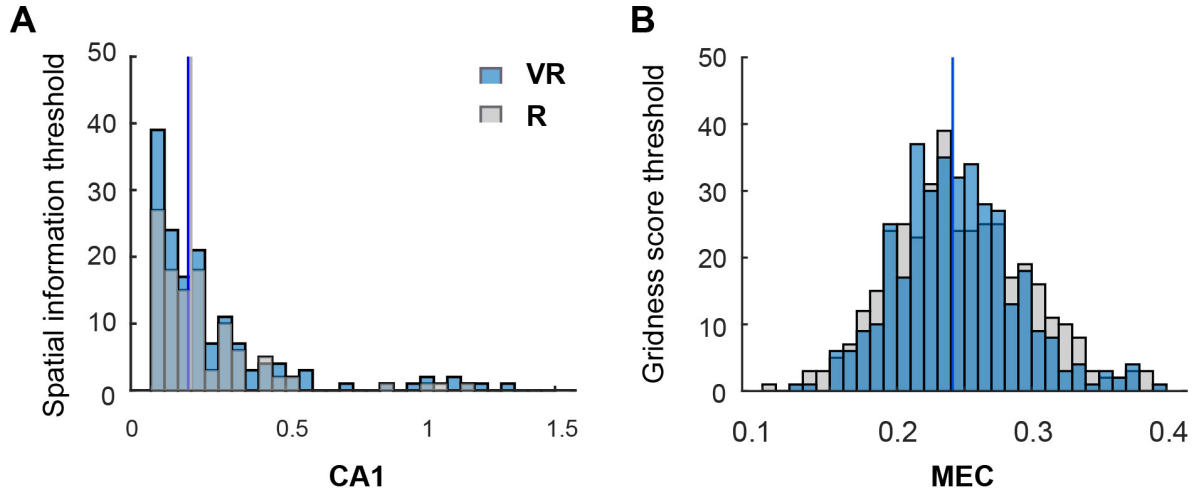 A
Spatial information threshold
50
40
30
20
10
0
0 0.5 1 1.5
CA1
VR
R
B
Gridness score threshold
50
40
30
20
10
0
0.1 0.2 0.3 0.4
MEC